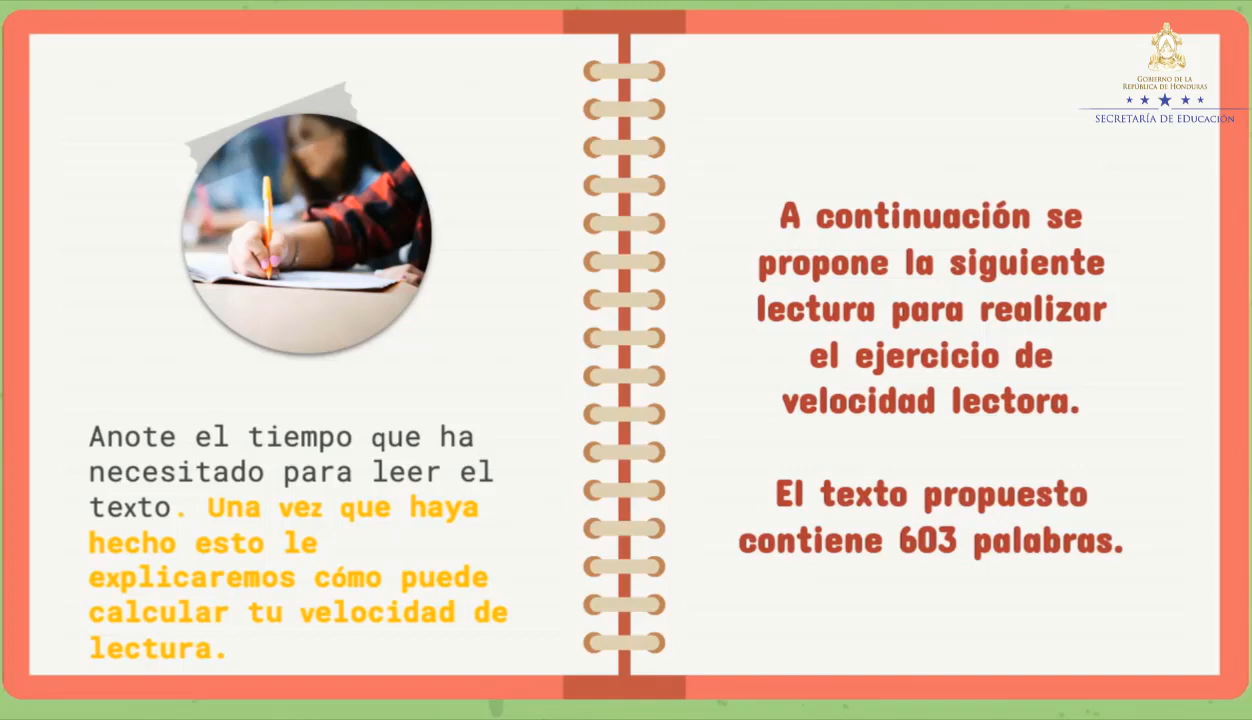 GOBIERNO DE LA
REPÚBLICA DE HONDURAS
SECRETARÍA DE EDUCACIÓN
Anote el tiempo que ha
necesitado para leer el
texto. Una vez que haya
hecho esto le
explicaremos cómo puede
calcular tu velocidad de
lectura.
A continuación se
propone la siguiente
lectura para realizar
el ejercicio de
velocidad lectora.
El texto propuesto
contiene 603 palabras.